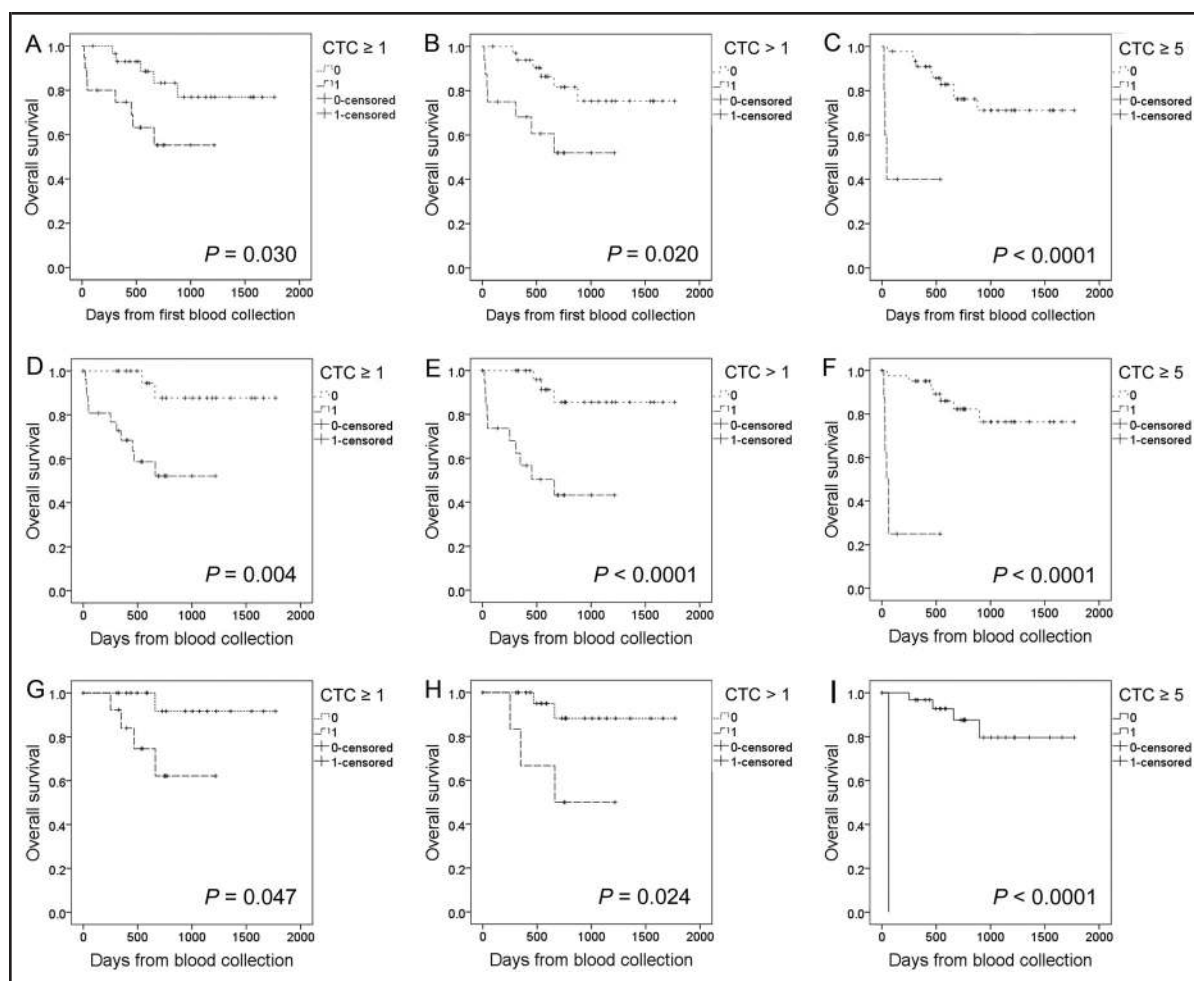 A
CTC ≥ 1
0
1
0-censored
1-censored
Overall survival
1.0
0.8
0.6
0.4
0.2
0.0
P = 0.030
0 500 1000 1500 2000
Days from first blood collection
B
CTC > 1
0
1
0-censored
1-censored
Overall survival
1.0
0.8
0.6
0.4
0.2
0.0
P = 0.020
0 500 1000 1500 2000
Days from first blood collection
C
CTC ≥ 5
0
1
0-censored
1-censored
Overall survival
1.0
0.8
0.6
0.4
0.2
0.0
P < 0.0001
0 500 1000 1500 2000
Days from first blood collection
D
CTC ≥ 1
0
1
0-censored
1-censored
Overall survival
1.0
0.8
0.6
0.4
0.2
0.0
P = 0.004
0 500 1000 1500 2000
Days from blood collection
E
CTC > 1
0
1
0-censored
1-censored
Overall survival
1.0
0.8
0.6
0.4
0.2
0.0
P < 0.0001
0 500 1000 1500 2000
Days from blood collection
F
CTC ≥ 5
0
1
0-censored
1-censored
Overall survival
1.0
0.8
0.6
0.4
0.2
0.0
P < 0.0001
0 500 1000 1500 2000
Days from blood collection
G
CTC ≥ 1
0
1
0-censored
1-censored
Overall survival
1.0
0.8
0.6
0.4
0.2
0.0
P = 0.047
0 500 1000 1500 2000
Days from blood collection
H
CTC > 1
0
1
0-censored
1-censored
Overall survival
1.0
0.8
0.6
0.4
0.2
0.0
P = 0.024
0 500 1000 1500 2000
Days from blood collection
I
CTC ≥ 5
0
1
0-censored
1-censored
Overall survival
1.0
0.8
0.6
0.4
0.2
0.0
P < 0.0001
0 500 1000 1500 2000
Days from blood collection